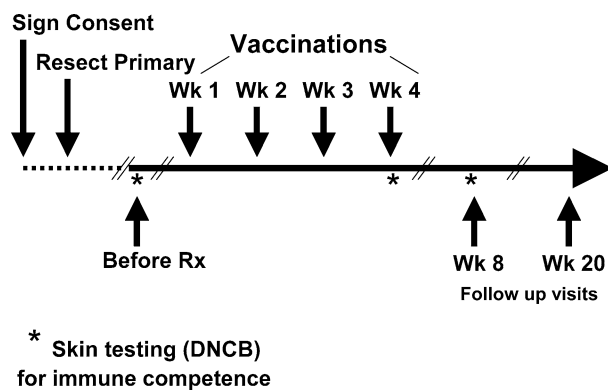 Sign Consent
Resect Primary
Vaccinations
Wk 1 Wk 2 Wk 3 Wk 4
* * *
Before Rx
Wk 8 Wk 20
Follow up visits
* Skin testing (DNCB)
for immune competence